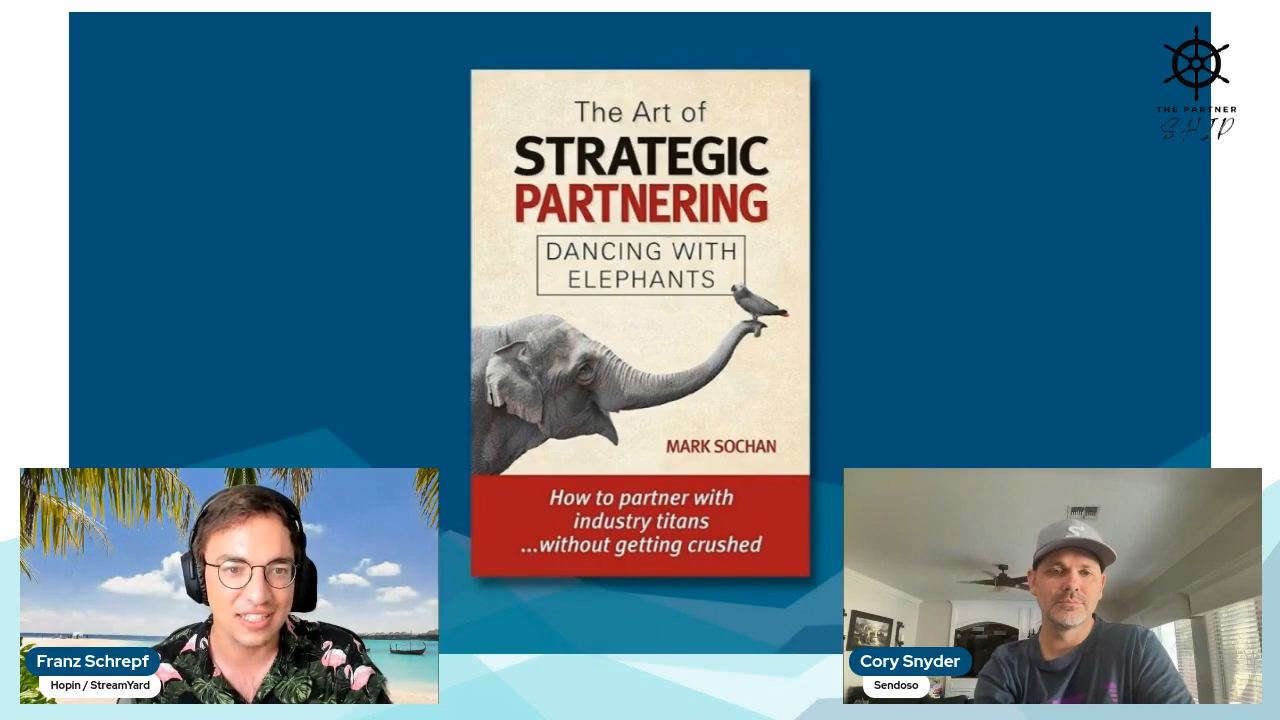 The Art of
STRATEGIC
PARTNERING
DANCING WITH
ELEPHANTS
MARK SOCHAN
How to partner with
industry titans
...without getting crushed
THE PARTNER
SHIP
Franz Schrepf
Hopin / StreamYard
Cory Snyder
Sendoso
S